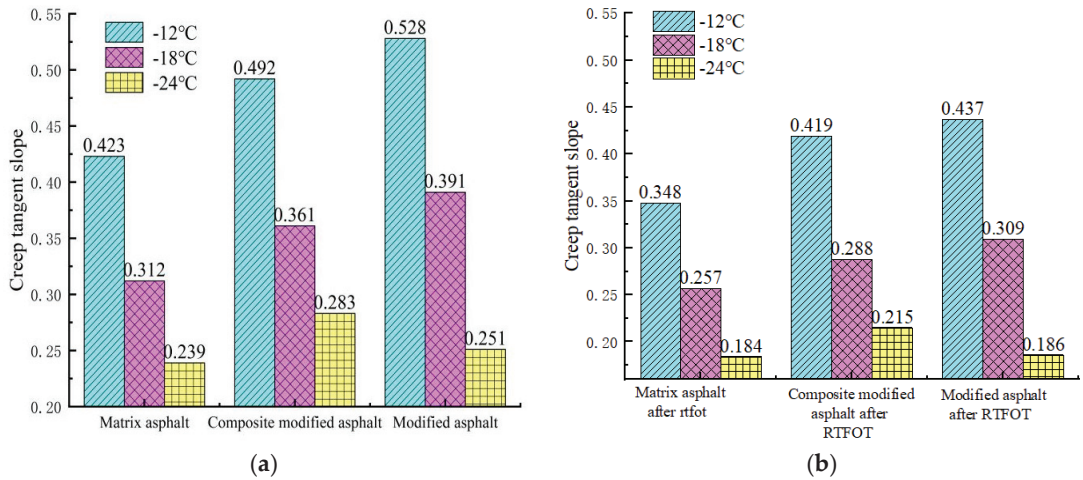 0.55
0.50
0.45
0.40
0.35
0.30
0.25
0.20
Creep tangent slope
-12℃
-18℃
-24℃
0.423
0.312
0.239
0.492
0.361
0.283
0.528
0.391
0.251
Matrix asphalt
Composite modified asphalt
Modified asphalt
(a)
0.55
0.50
0.45
0.40
0.35
0.30
0.25
0.20
Creep tangent slope
-12℃
-18℃
-24℃
0.348
0.257
0.184
0.419
0.288
0.215
0.437
0.309
0.186
Matrix asphalt
after rtfot
Composite modified
asphalt after
RTFOT
Modified asphalt
after RTFOT
(b)